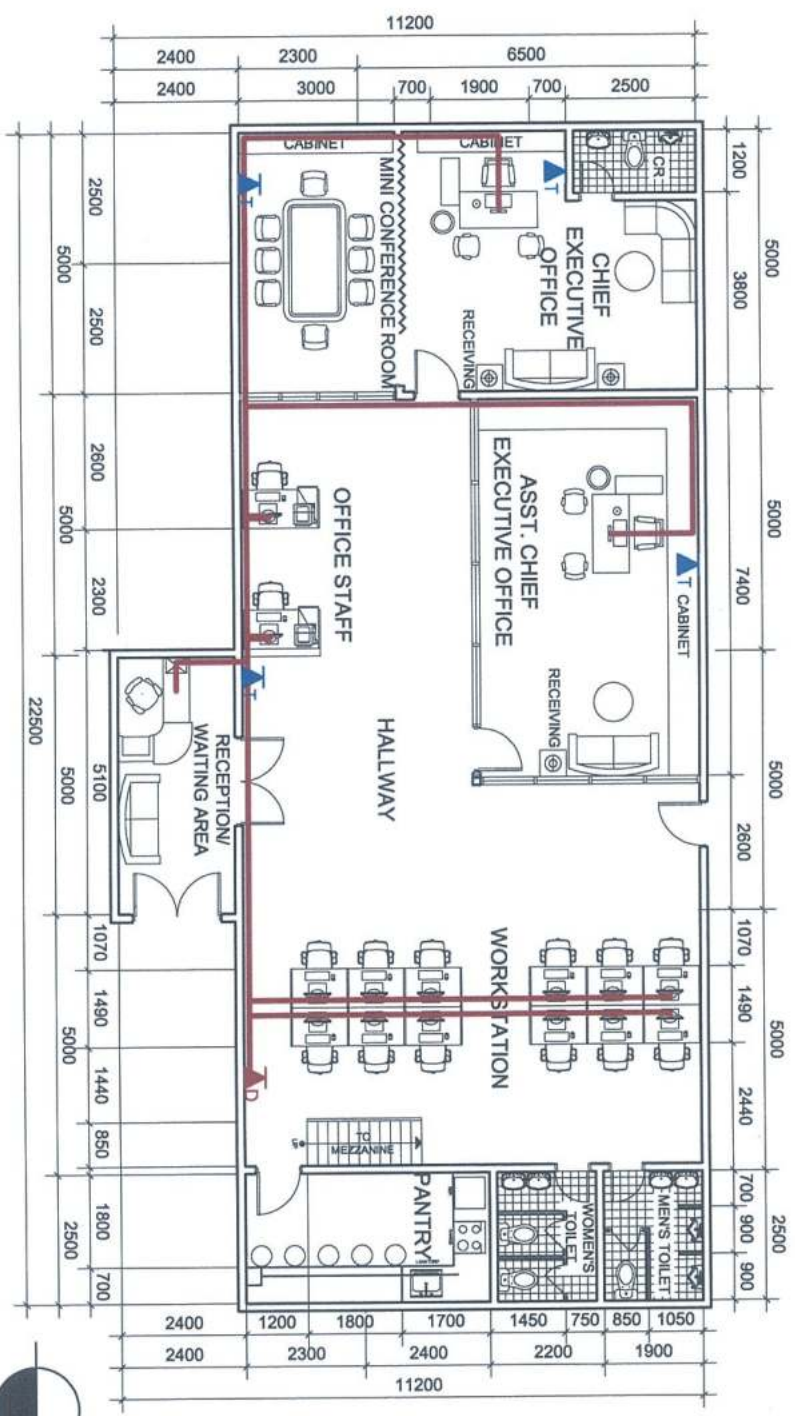 11200
2400 2300 6500
2400 3000 700 1900 700 2500
CABINET
CABINET
CR
T
T
MINI CONFERENCE ROOM
CHIEF
EXECUTIVE
OFFICE
RECEIVING
1200
3800
5000
2500
5000
2500
ASST. CHIEF
EXECUTIVE OFFICE
OFFICE STAFF
T CABINET
RECEIVING
5000
7400
2600
5000
2300
T
HALLWAY
RECEPTION/
WAITING AREA
22500
5000
5100
5000
2600
WORKSTATION
D
1070
1490
5000
1440
850
1070
1490
5000
2440
UP
TO
MEZZANINE
PANTRY
WOMEN'S
TOILET
MEN'S TOILET
1800
2500
700
700
900
900
2500
2400 1200 1800 1700 1450 750 850 1050
2400 2300 2400 2200 1900
11200